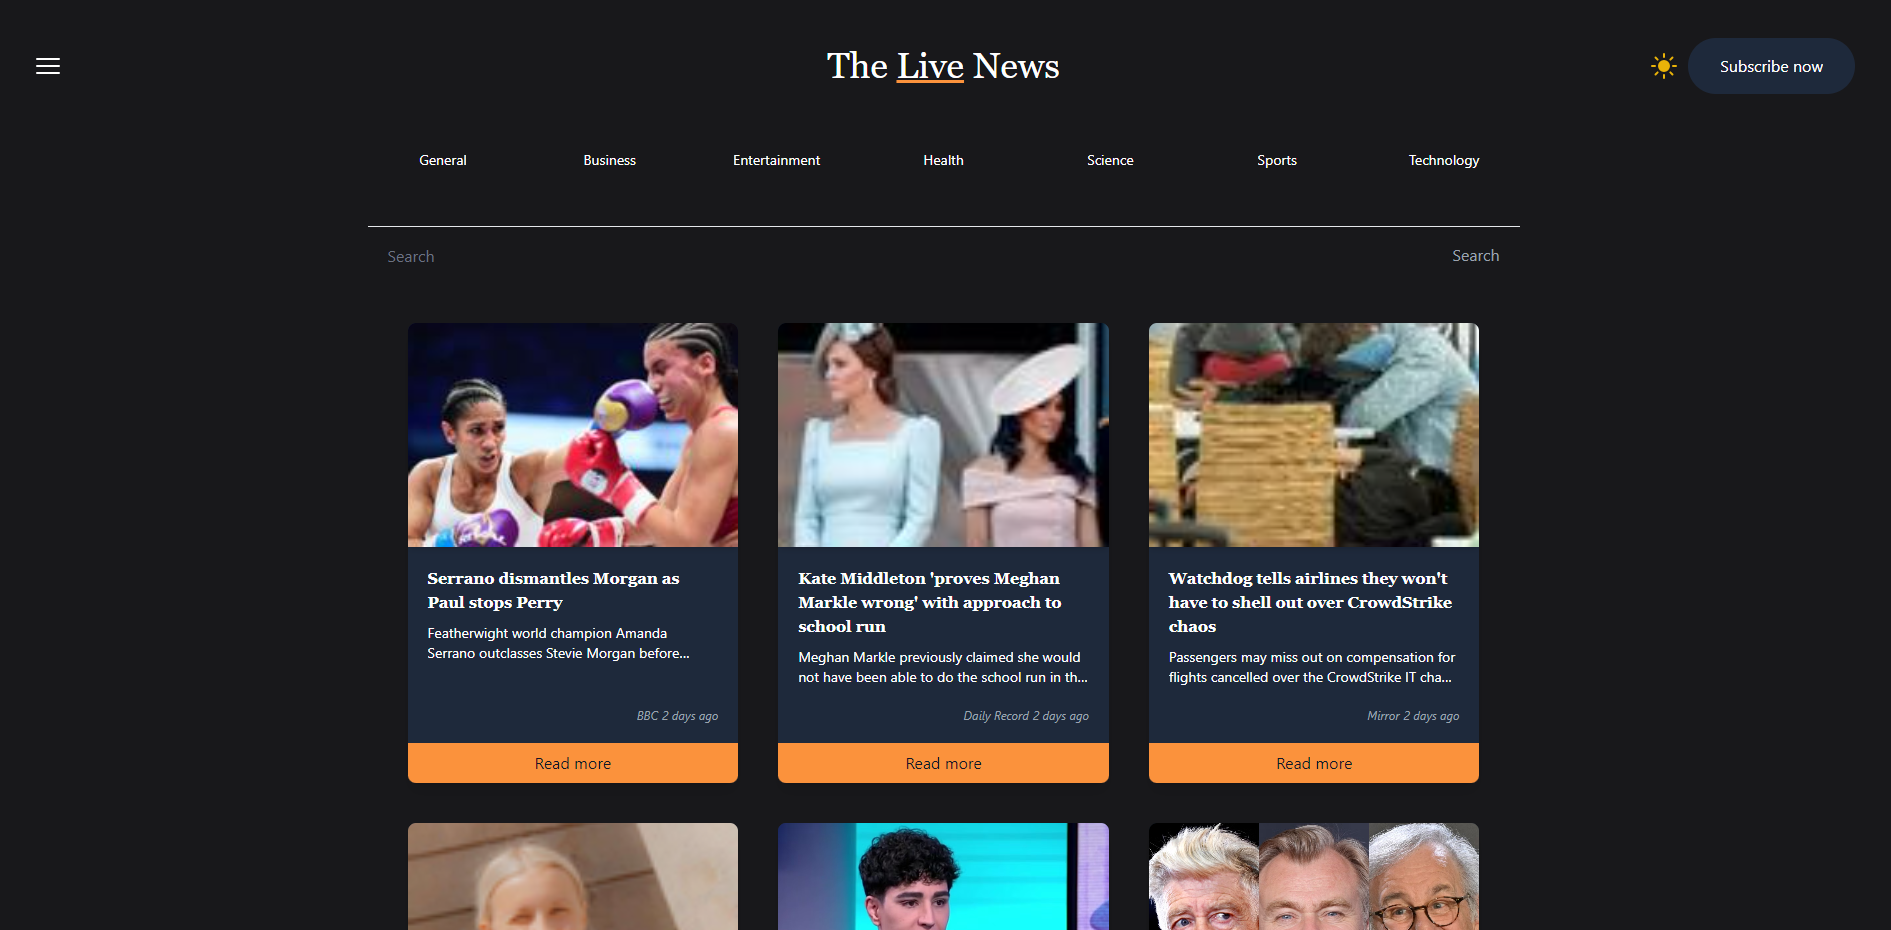 The Live News
Subscribe now
General
Business
Entertainment
Health
Science
Sports
Technology
Search
Search
Serrano dismantles Morgan as
Paul stops Perry
Featherwight world champion Amanda
Serrano outclasses Stevie Morgan before...
BBC 2 days ago
Read more
Kate Middleton 'proves Meghan
Markle wrong' with approach to
school run
Meghan Markle previously claimed she would
not have been able to do the school run in th...
Daily Record 2 days ago
Read more
Watchdog tells airlines they won't
have to shell out over CrowdStrike
chaos
Passengers may miss out on compensation for
flights cancelled over the CrowdStrike IT cha...
Mirror 2 days ago
Read more